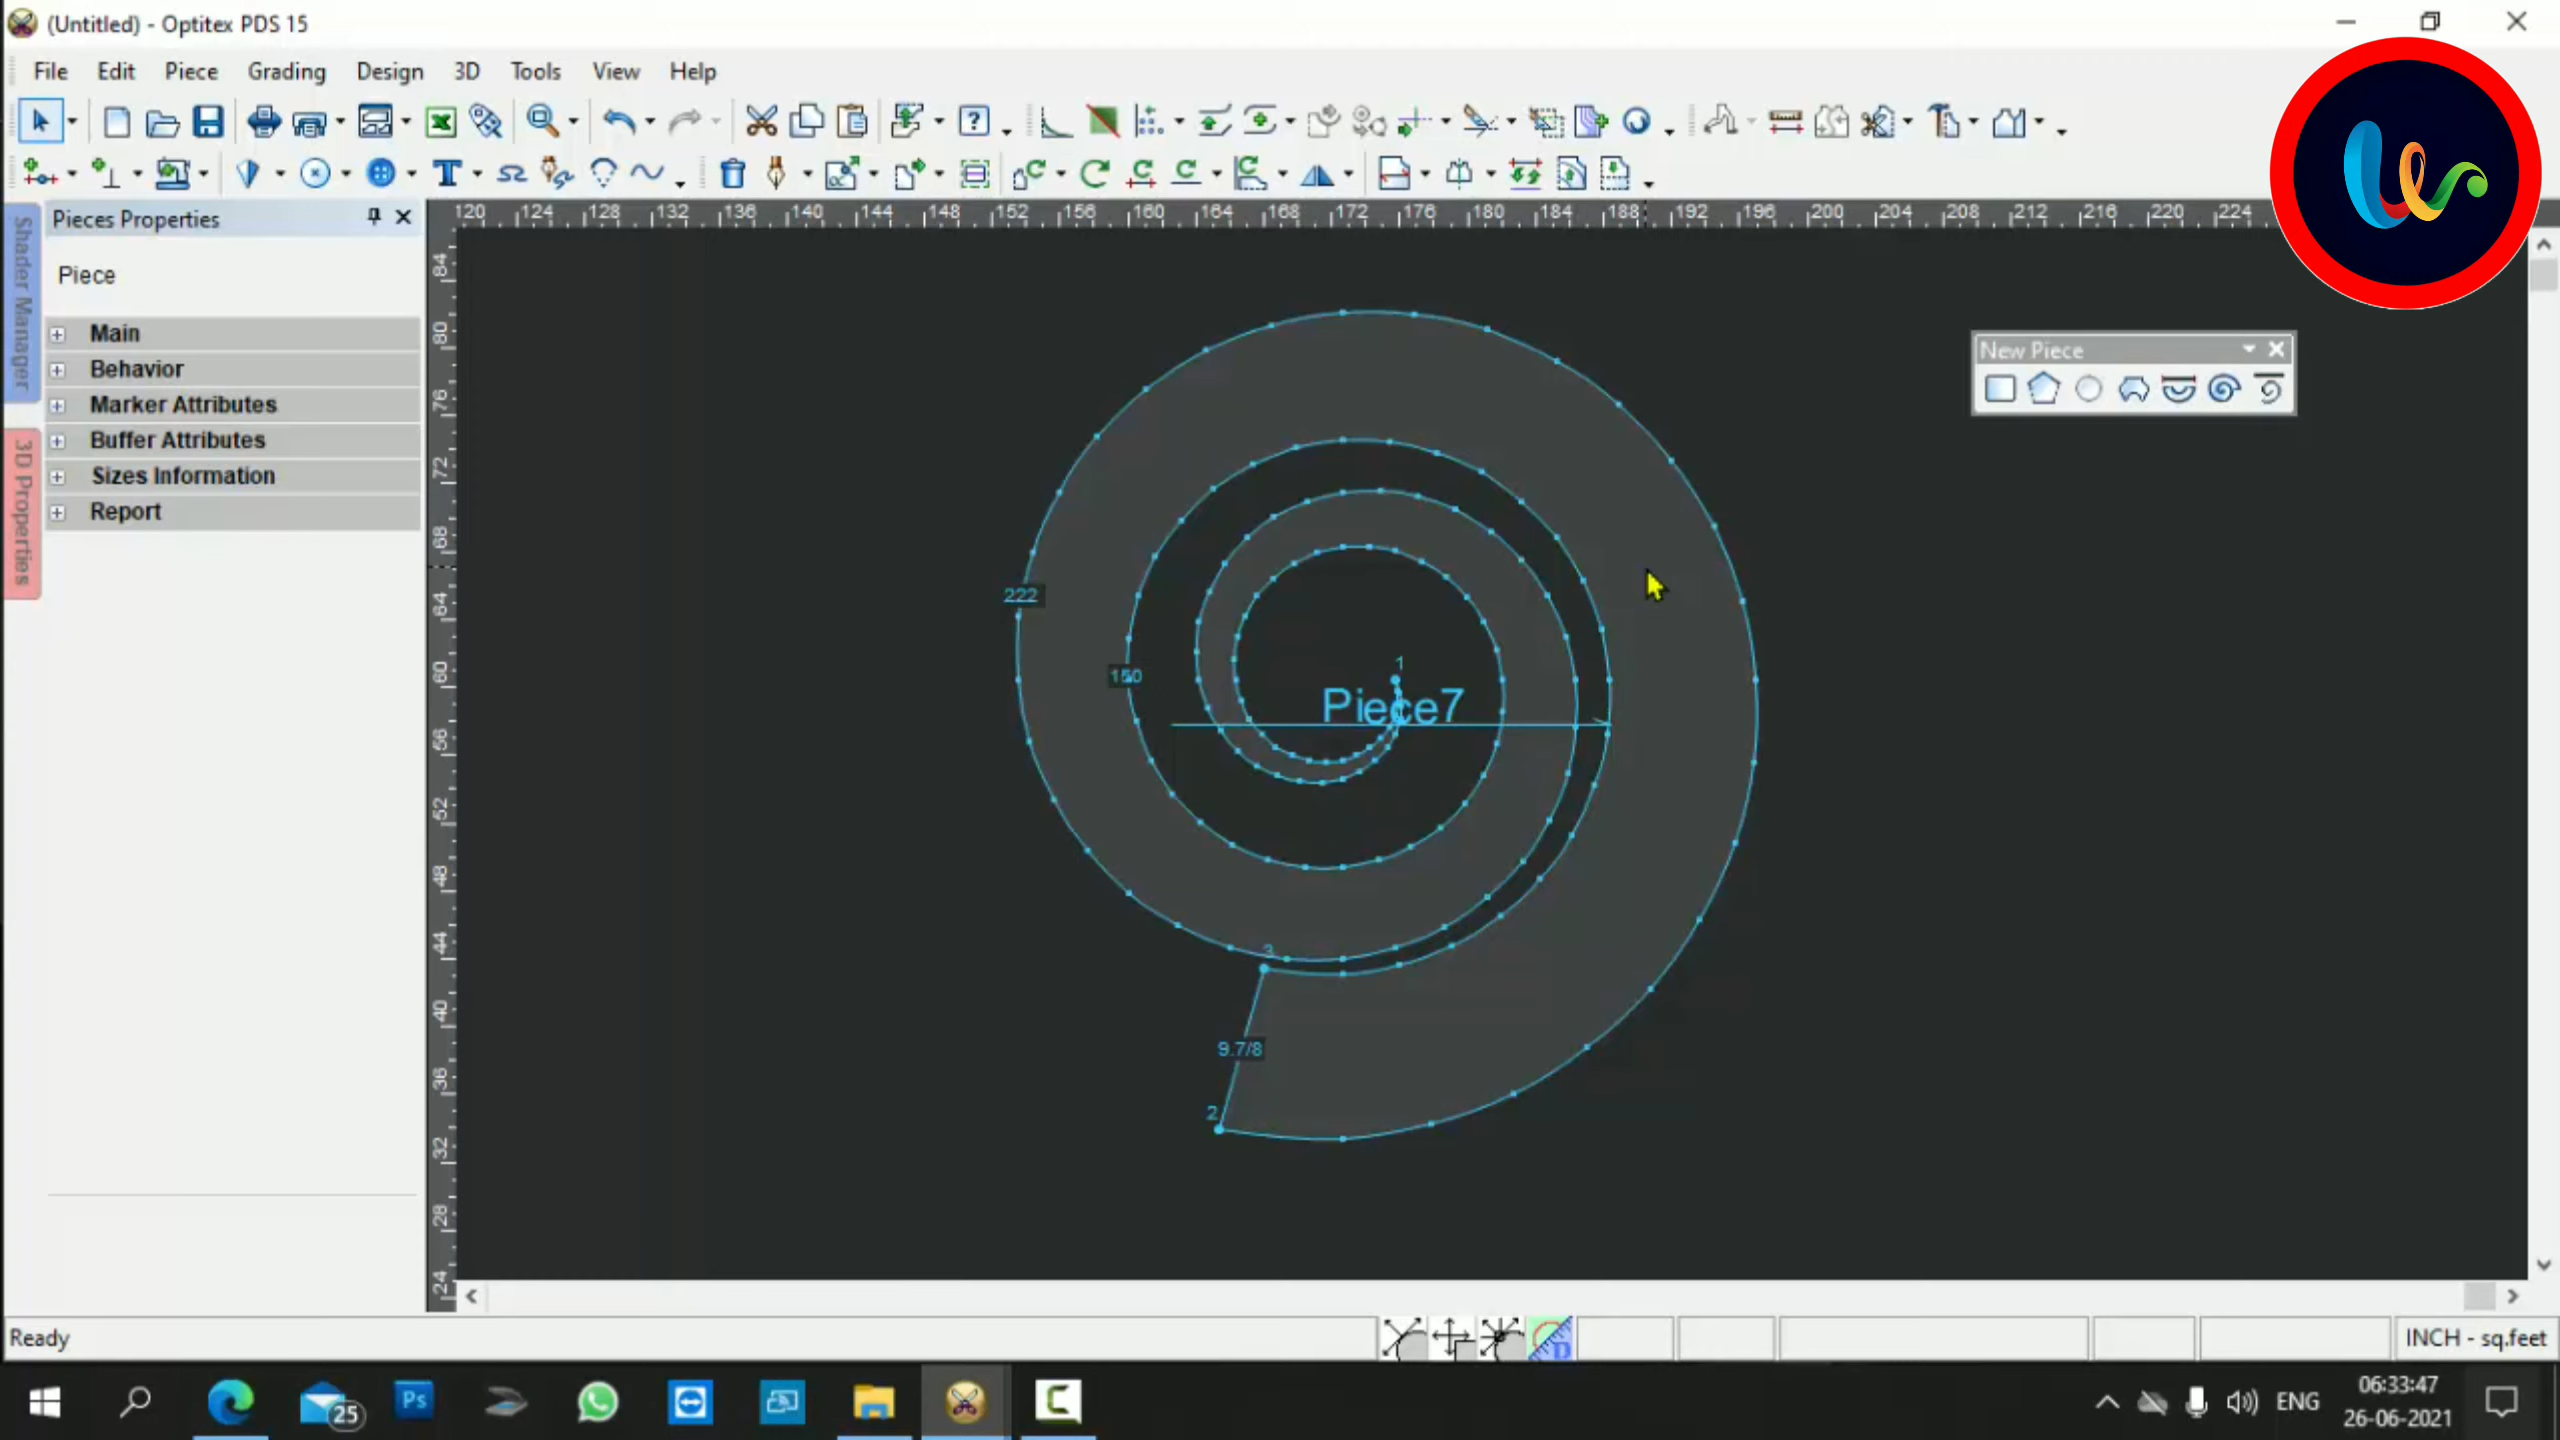 (Untitled) - Optitex PDS 15
File Edit Piece Grading Design 3D Tools View Help
Pieces Properties
Piece
Main
Behavior
Marker Attributes
Buffer Attributes
Sizes Information
Report
Shader Manager
3D Properties
120 124 128 132 136 140 144 148 152 156 160 164 168 172 176 180 184 188 192 196 200 204 208 212 216 220 224
84
80
76
72
68
64
60
56
52
48
44
40
36
32
28
24
New Piece
222
1
Piece7
3
9.7/8
2
Ready
INCH - sq.feet
Ps
25
ENG
06:33:47
26-06-2021